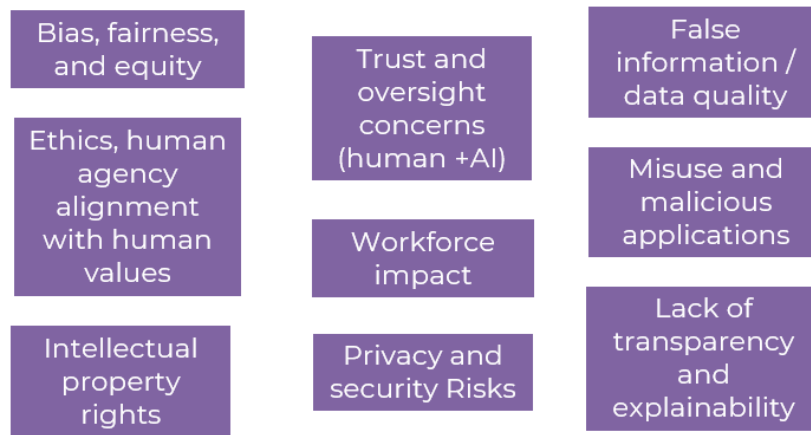 Bias, fairness,
and equity
Ethics, human
agency
alignment
with human
values
Intellectual
property
rights
Trust and
oversight
concerns
(human +AI)
Workforce
impact
Privacy and
security Risks
False
information /
data quality
Misuse and
malicious
applications
Lack of
transparency
and
explainability